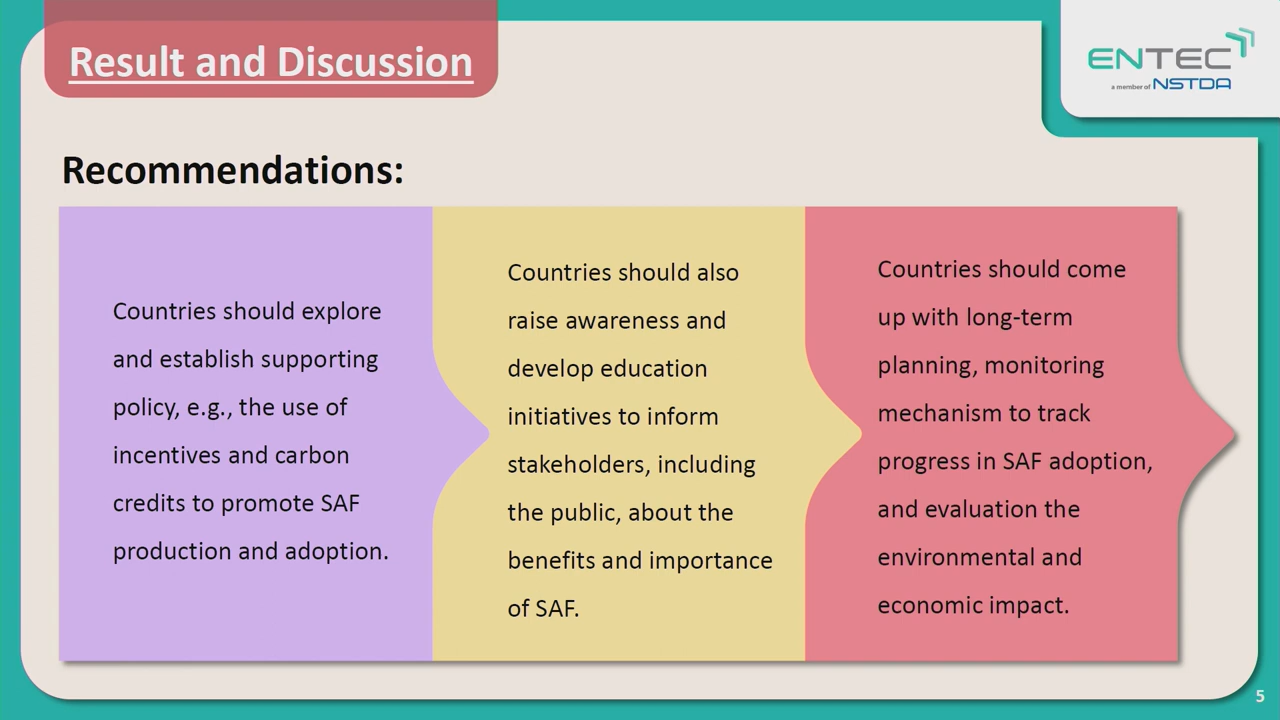 Result and Discussion
ENTEC
a member of NSTDA
Recommendations:
Countries should explore
and establish supporting
policy, e.g., the use of
incentives and carbon
credits to promote SAF
production and adoption.
Countries should also
raise awareness and
develop education
initiatives to inform
stakeholders, including
the public, about the
benefits and importance
of SAF.
Countries should come
up with long-term
planning, monitoring
mechanism to track
progress in SAF adoption,
and evaluation the
environmental and
economic impact.
5